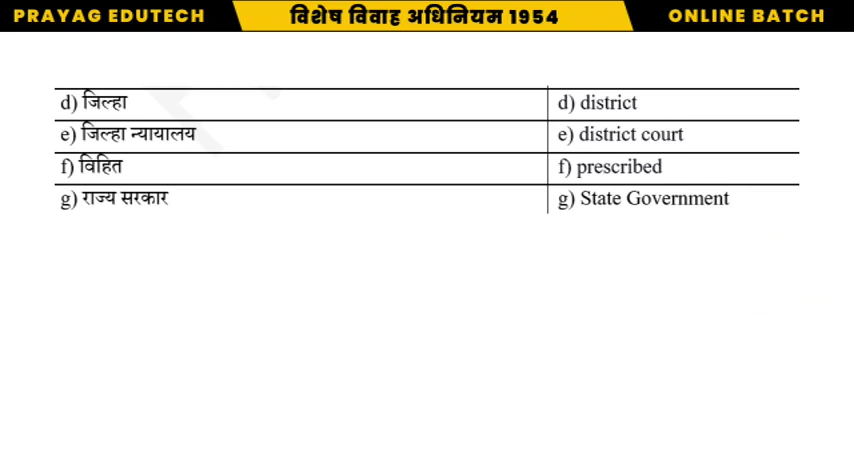 PRAYAG EDUTECH विशेष विवाह अधिनियम 1954 ONLINE BATCH
d) जिल्हा d) district
e) जिल्हा न्यायालय e) district court
f) विहित f) prescribed
g) राज्य सरकार g) State Government